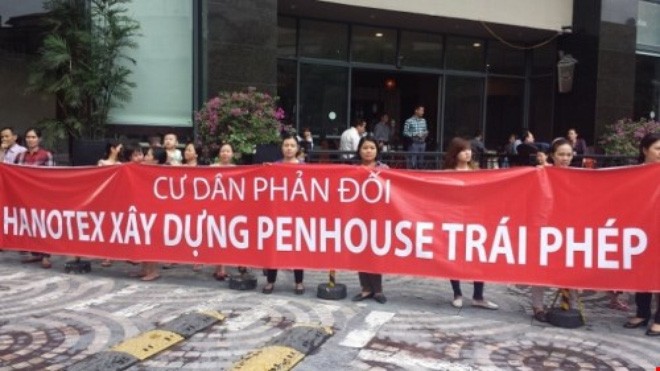 CƯ DÂN PHẢN ĐỐI
HANOTEX XÂY DỰNG PENHOUSE TRÁI PHÉP